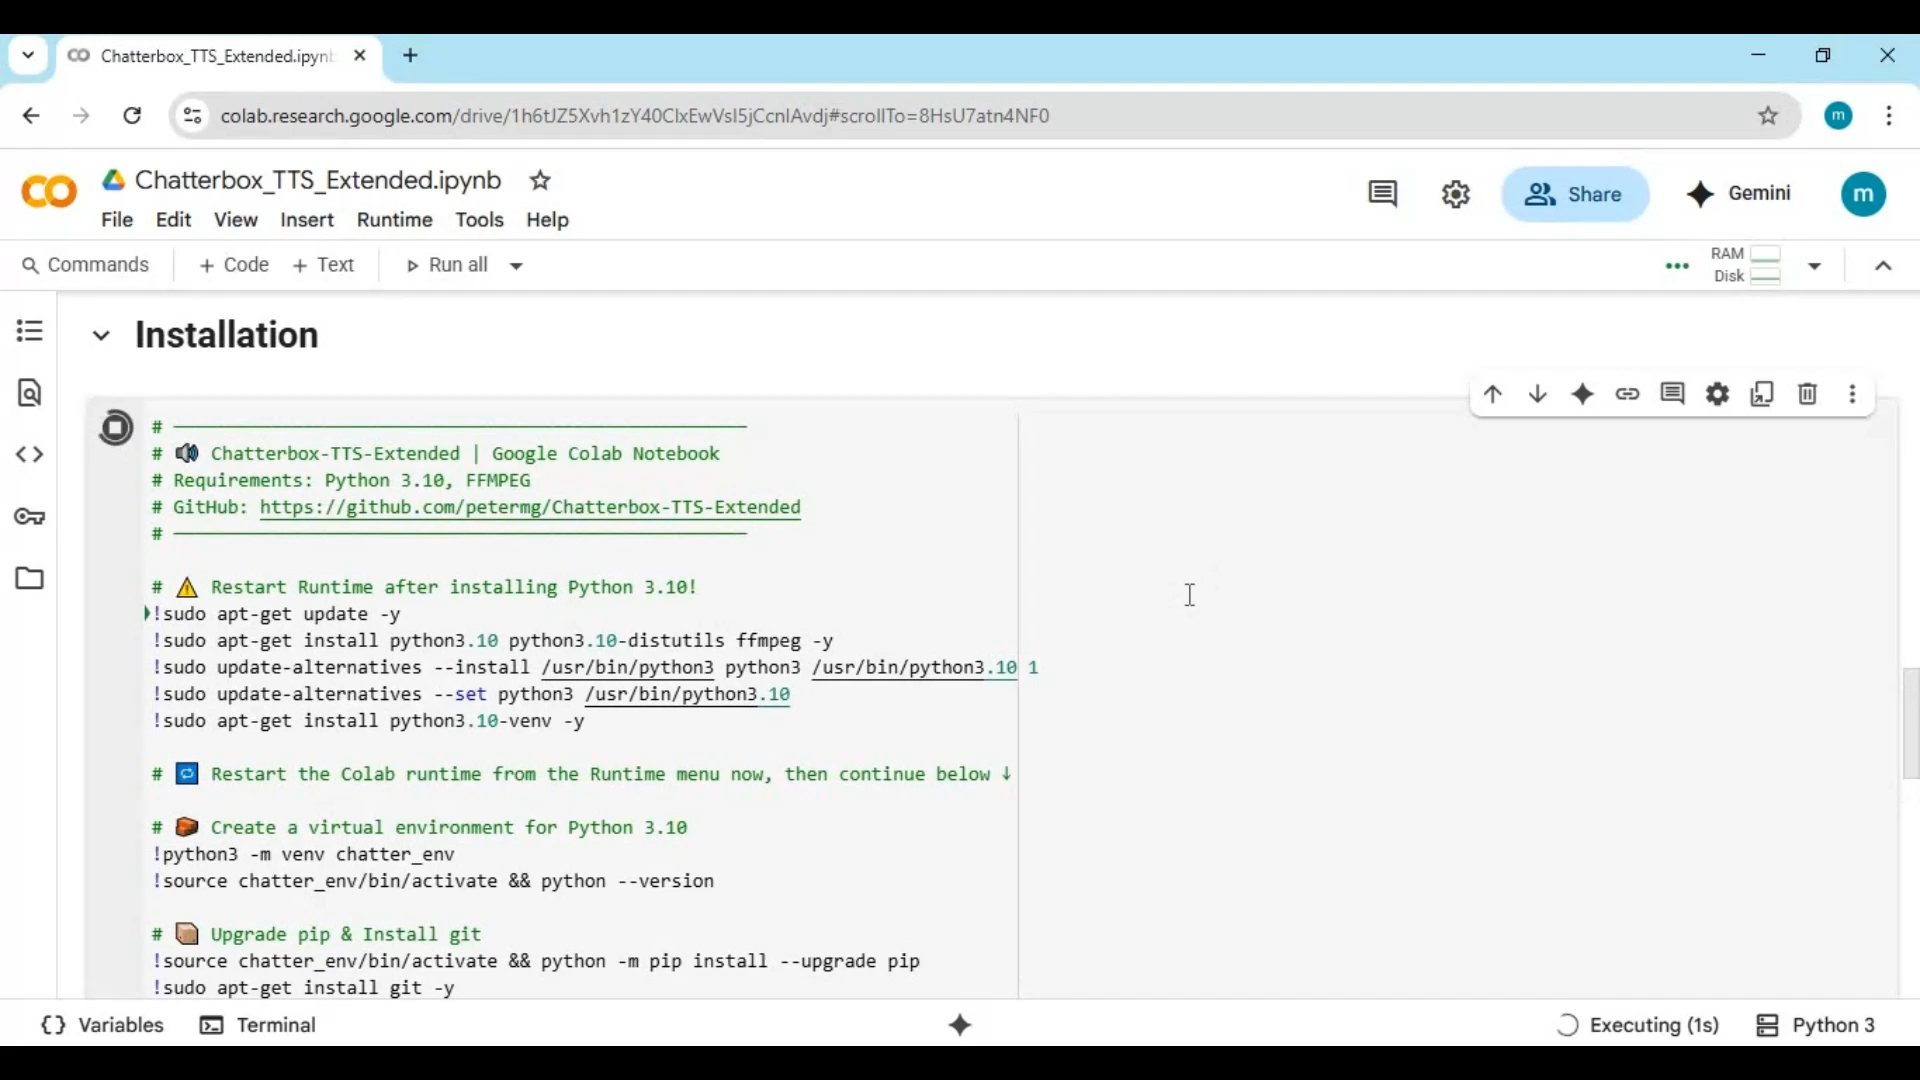 Chatterbox_TTS_Extended.ipyn
colab.research.google.com/drive/1h6tJZ5Xvh1zY40ClxEwVsI5jCcnIAvdj#scrollTo=8HsU7atn4NF0
m
CO
Chatterbox_TTS_Extended.ipynb
File Edit View Insert Runtime Tools Help
Share
Gemini
m
Commands + Code + Text Run all
RAM
Disk
Installation
# ─────────────────────────────────────────────────────
# 🔊 Chatterbox-TTS-Extended | Google Colab Notebook
# Requirements: Python 3.10, FFMPEG
# GitHub: https://github.com/petermg/Chatterbox-TTS-Extended
# ─────────────────────────────────────────────────────
# ⚠️ Restart Runtime after installing Python 3.10!
!sudo apt-get update -y
!sudo apt-get install python3.10 python3.10-distutils ffmpeg -y
!sudo update-alternatives --install /usr/bin/python3 python3 /usr/bin/python3.10 1
!sudo update-alternatives --set python3 /usr/bin/python3.10
!sudo apt-get install python3.10-venv -y
# 🔁 Restart the Colab runtime from the Runtime menu now, then continue below ↓
# 🧱 Create a virtual environment for Python 3.10
!python3 -m venv chatter_env
!source chatter_env/bin/activate && python --version
# 📦 Upgrade pip & Install git
!source chatter_env/bin/activate && python -m pip install --upgrade pip
!sudo apt-get install git -y
{} Variables Terminal
Executing (1s) Python 3